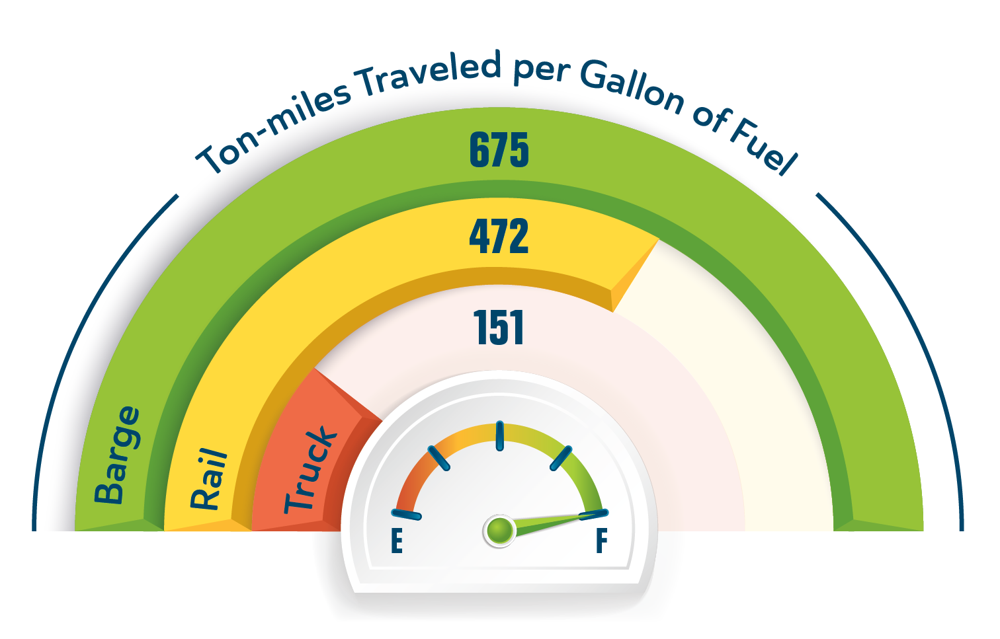 Ton-miles Traveled per Gallon of Fuel
675
472
151
Barge
Rail
Truck
E
F